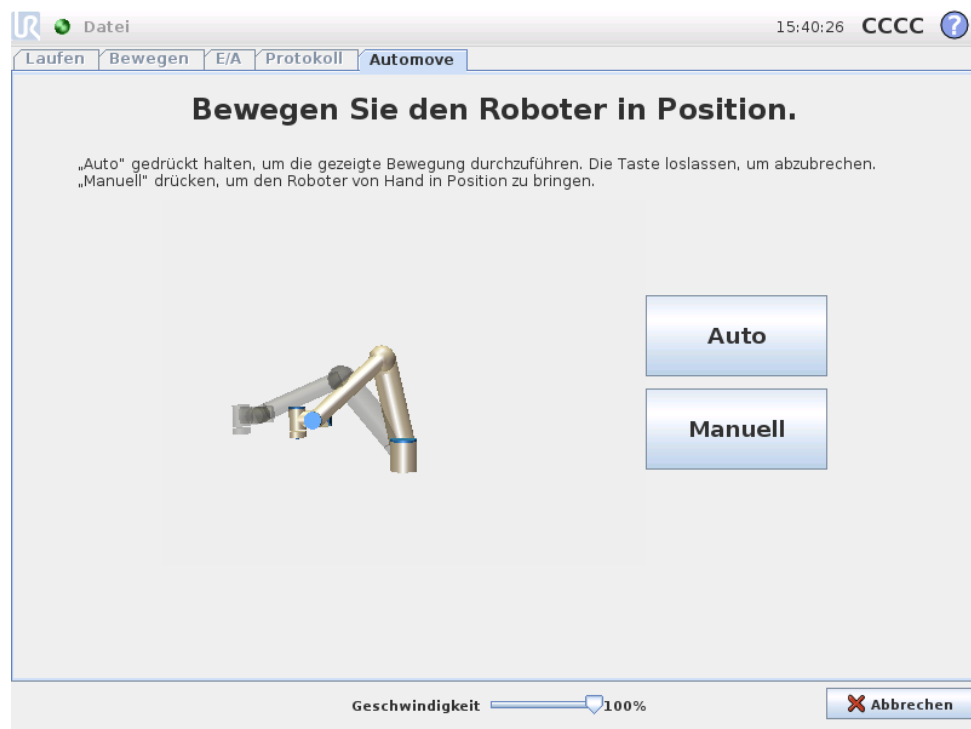 UR Datei 15:40:26 CCCC ?
Laufen Bewegen E/A Protokoll Automove
Bewegen Sie den Roboter in Position.
„Auto" gedrückt halten, um die gezeigte Bewegung durchzuführen. Die Taste loslassen, um abzubrechen.
„Manuell" drücken, um den Roboter von Hand in Position zu bringen.
Auto
Manuell
Geschwindigkeit 100% Abbrechen